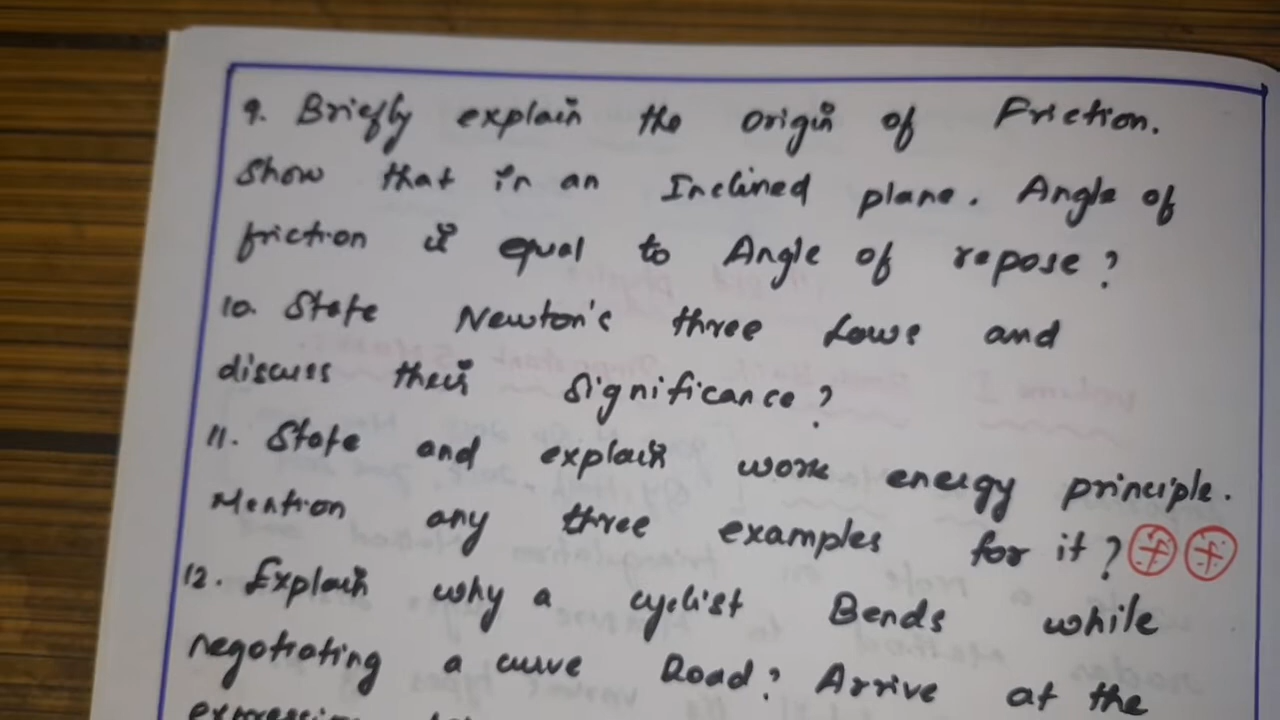 9. Briefly explain the origin of Friction.
Show that in an Inclined plane. Angle of
friction is equal to Angle of repose?
10. State Newton's three Laws and
discuss their significance?
11. State and explain work energy principle.
Mention any three examples for it?
12. Explain why a cyclist Bends while
negotiating a curve Road? Arrive at the
expression